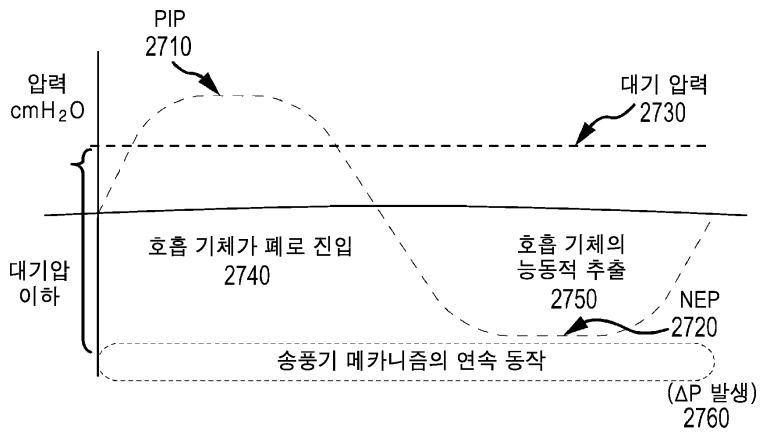 PIP
2710
압력
cmH₂O
대기 압력
2730
호흡 기체가 폐로 진입
2740
호흡 기체의
능동적 추출
2750
대기압
이하
NEP
2720
송풍기 메카니즘의 연속 동작
(ΔP 발생)
2760